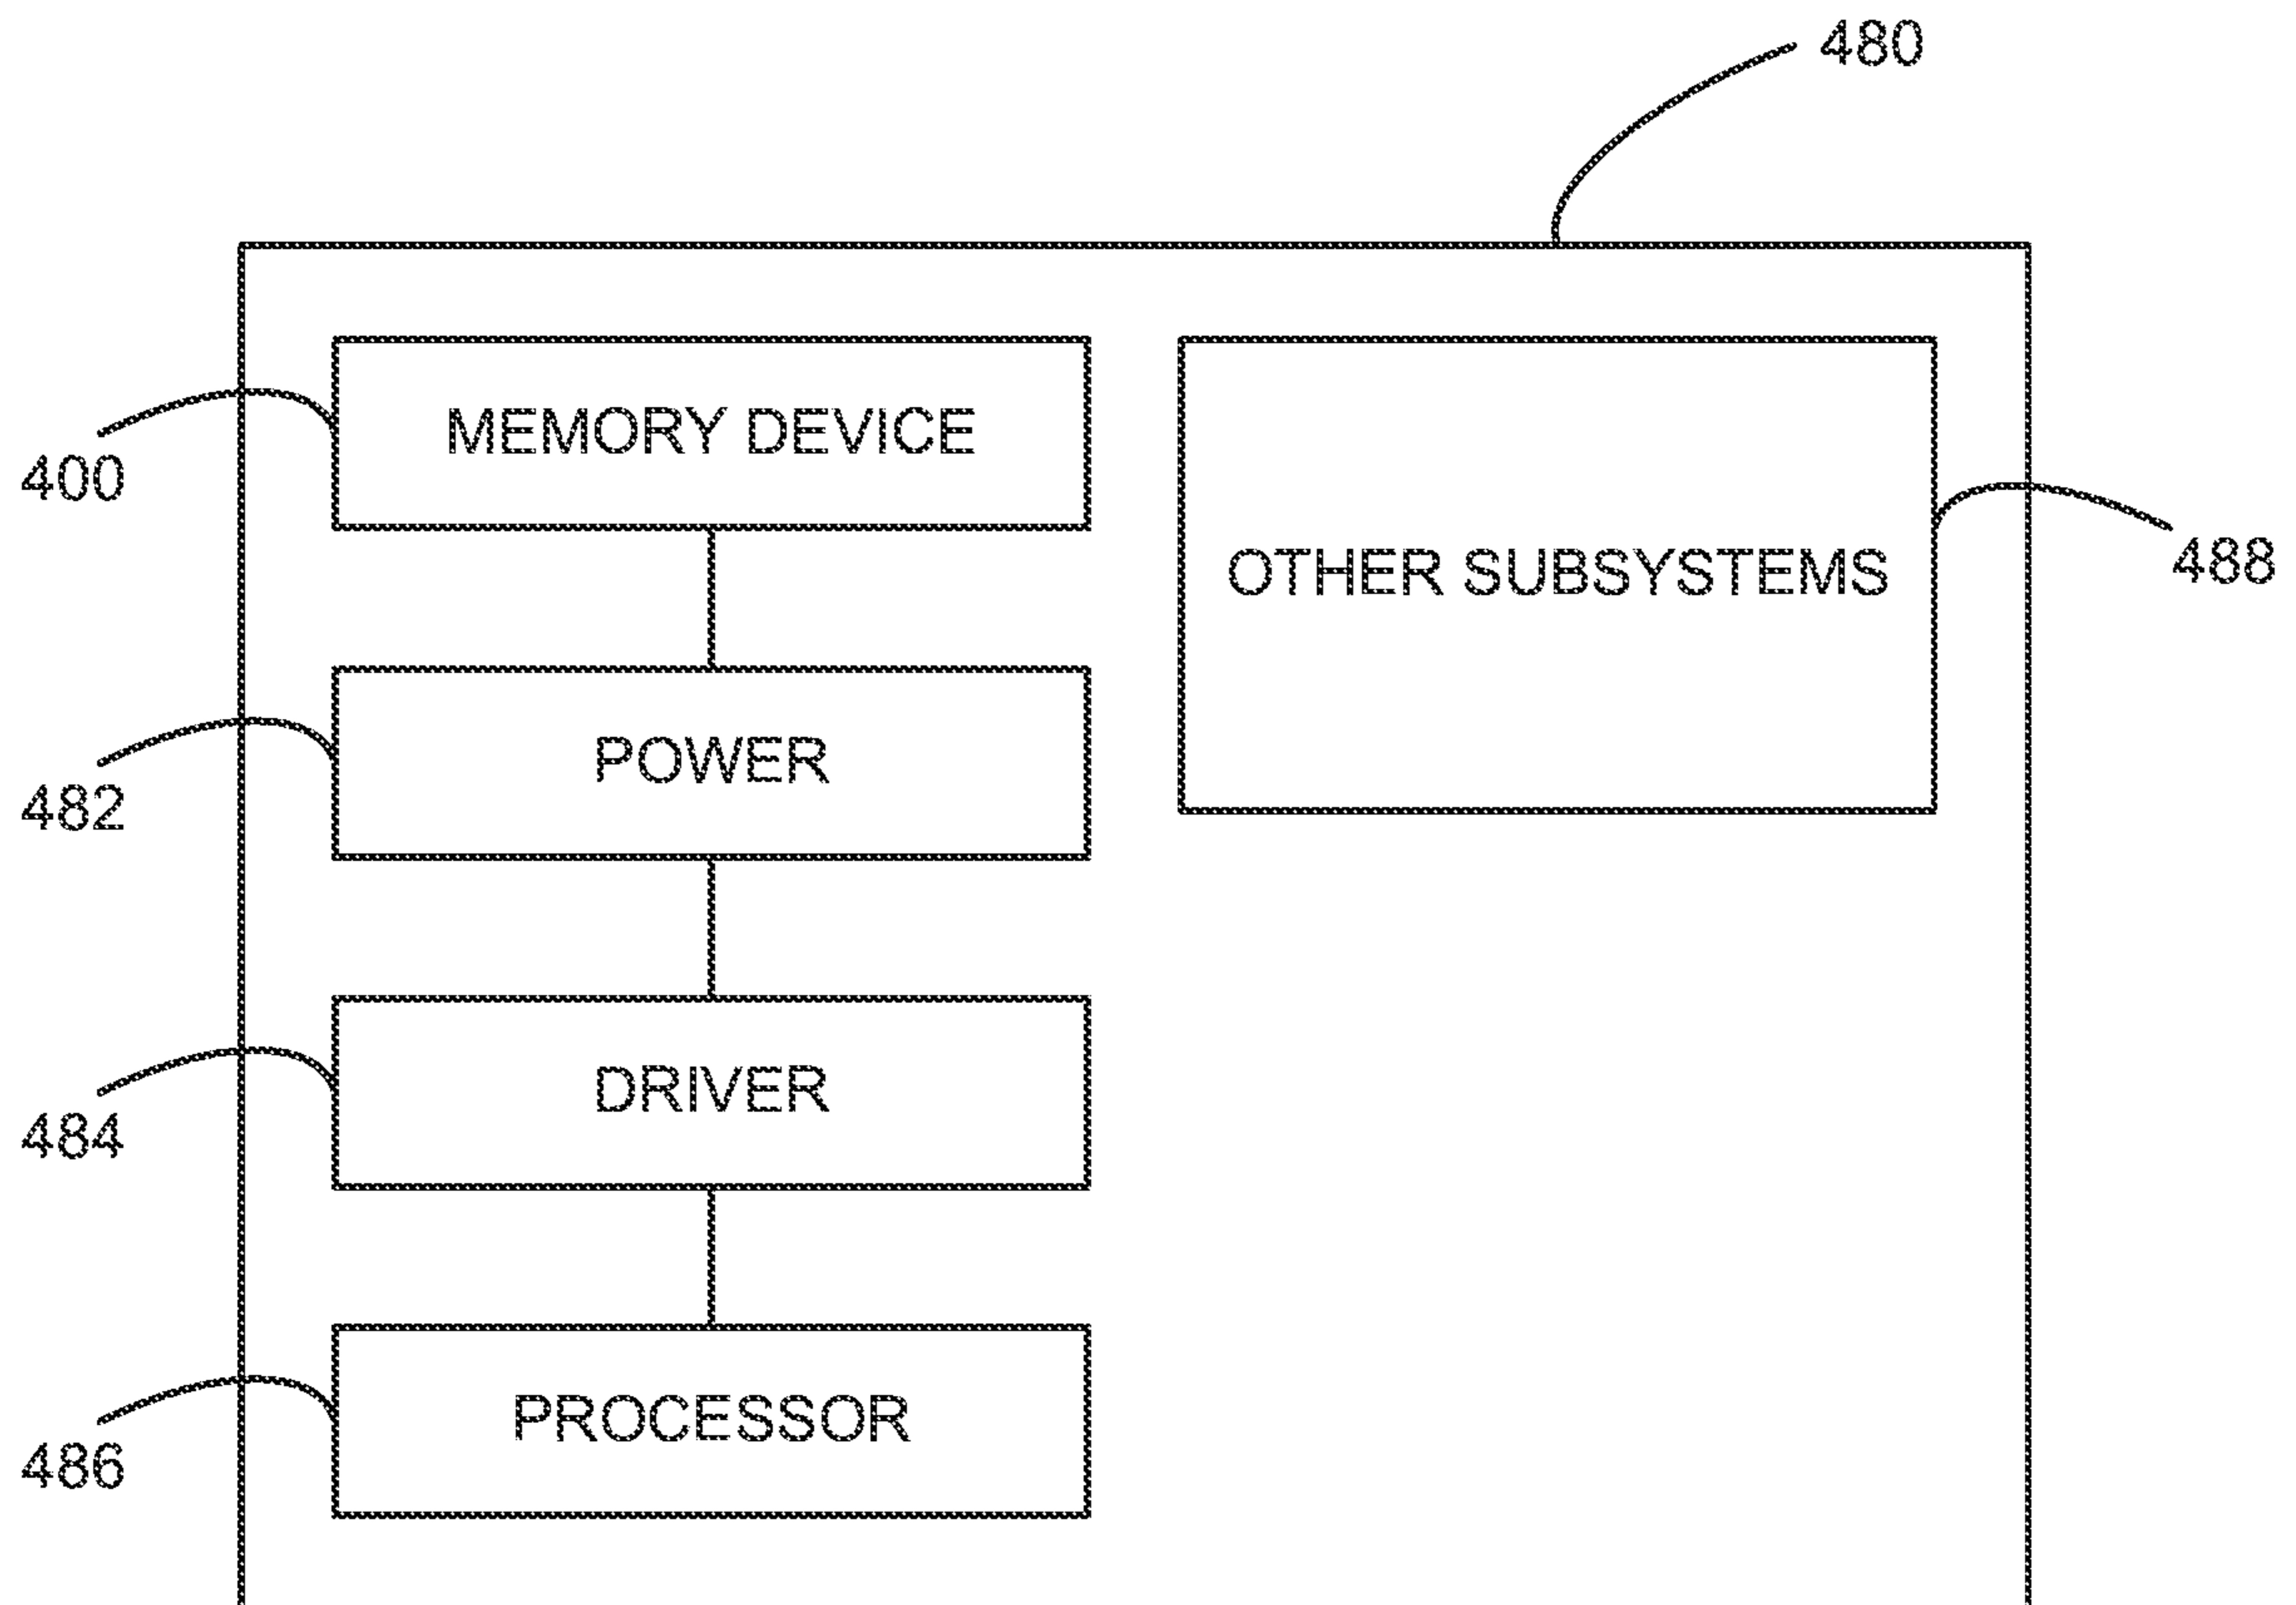 480
MEMORY DEVICE
400
OTHER SUBSYSTEMS
488
POWER
482
DRIVER
484
PROCESSOR
486